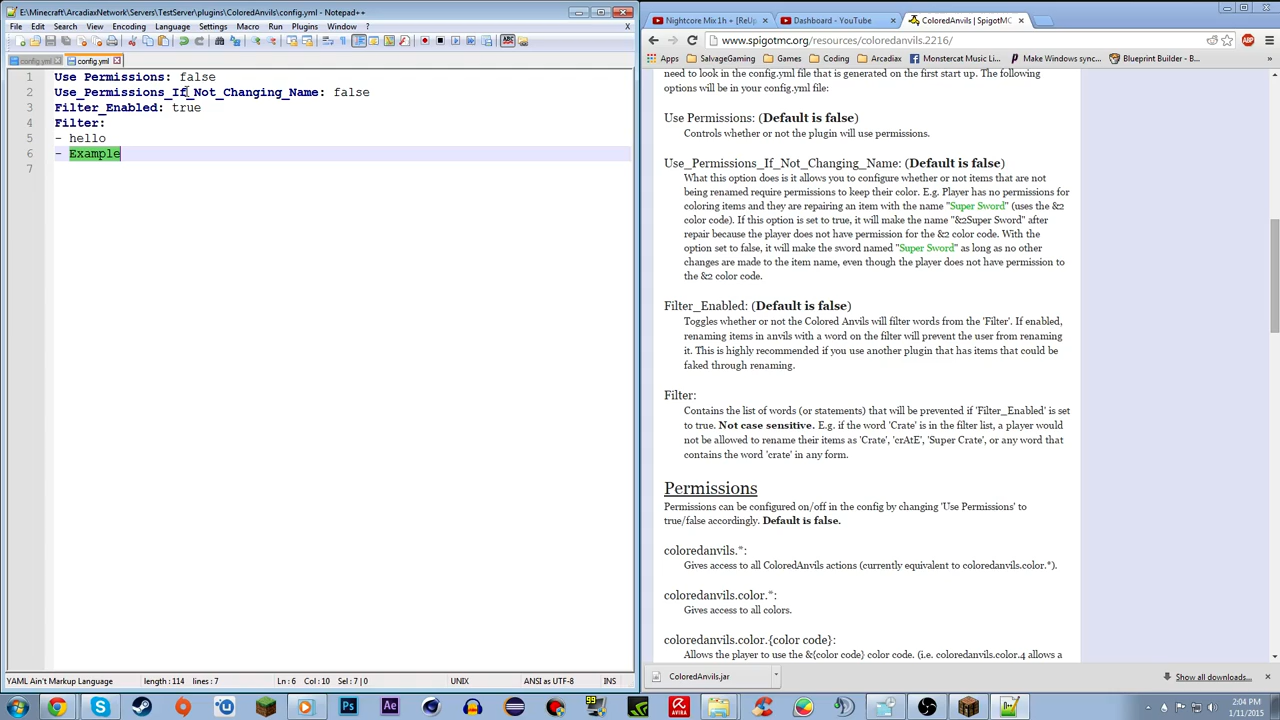 E:\Minecraft\ArcadiaxNetwork\Servers\TestServer\plugins\ColoredAnvils\config.yml - Notepad++
File Edit Search View Encoding Language Settings Macro Run Plugins Window ? X
config.yml config.yml
1 Use Permissions: false
2 Use_Permissions_If_Not_Changing_Name: false
3 Filter_Enabled: true
4 Filter:
5 - hello
6 - Example
7
YAML Ain't Markup Language length : 114 lines : 7 Ln : 6 Col : 10 Sel : 7 | 0 UNIX ANSI as UTF-8 INS
Nightcore Mix 1h + [ReUp Dashboard - YouTube ColoredAnvils | SpigotMC
www.spigotmc.org/resources/coloredanvils.2216/
Apps SalvageGaming Games Coding Arcadiax Monstercat Music Li... Make Windows sync... Blueprint Builder - ...
need to look in the config.yml file that is generated on the first start up. The following
options will be in your config.yml file:
Use Permissions: (Default is false)
Controls whether or not the plugin will use permissions.
Use_Permissions_If_Not_Changing_Name: (Default is false)
What this option does is it allows you to configure whether or not items that are not
being renamed require permissions to keep their color. E.g. Player has no permissions for
coloring items and they are repairing an item with the name "Super Sword" (uses the &2
color code). If this option is set to true, it will make the name "&2Super Sword" after
repair because the player does not have permission for the &2 color code. With the
option set to false, it will make the sword named "Super Sword" as long as no other
changes are made to the item name, even though the player does not have permission to
the &2 color code.
Filter_Enabled: (Default is false)
Toggles whether or not the Colored Anvils will filter words from the 'Filter'. If enabled,
renaming items in anvils with a word on the filter will prevent the user from renaming
it. This is highly recommended if you use another plugin that has items that could be
faked through renaming.
Filter:
Contains the list of words (or statements) that will be prevented if 'Filter_Enabled' is set
to true. Not case sensitive. E.g. if the word 'Crate' is in the filter list, a player would
not be allowed to rename their items as 'Crate', 'crAtE', 'Super Crate', or any word that
contains the word 'crate' in any form.
Permissions
Permissions can be configured on/off in the config by changing 'Use Permissions' to
true/false accordingly. Default is false.
coloredanvils.*:
Gives access to all ColoredAnvils actions (currently equivalent to coloredanvils.color.*).
coloredanvils.color.*:
Gives access to all colors.
coloredanvils.color.{color code}:
Allows the player to use the &{color code} color code. (i.e. coloredanvils.color.4 allows a
ColoredAnvils.jar Show all downloads...
2:04 PM
1/11/2015